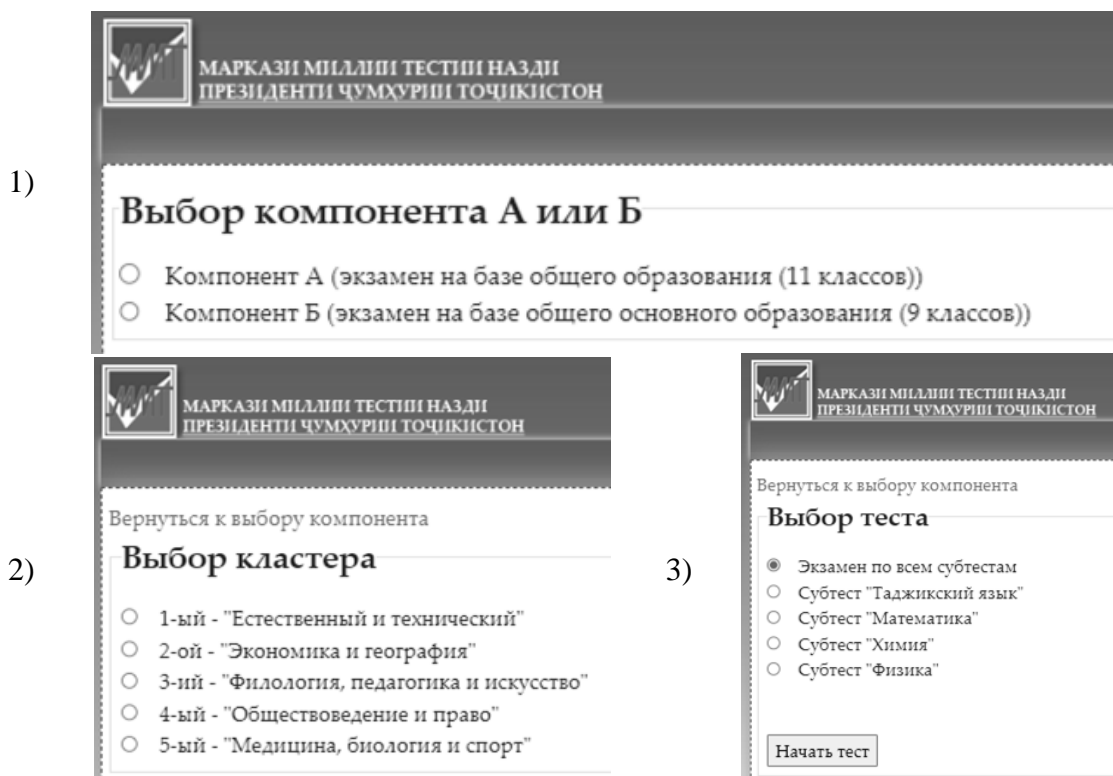 1)
МАРКАЗИ МИЛЛИИ ТЕСТИИ НАЗДИ
ПРЕЗИДЕНТИ ҶУМҲУРИИ ТОҶИКИСТОН
Выбор компонента А или Б
Компонент А (экзамен на базе общего образования (11 классов))
Компонент Б (экзамен на базе общего основного образования (9 классов))
2)
МАРКАЗИ МИЛЛИИ ТЕСТИИ НАЗДИ
ПРЕЗИДЕНТИ ҶУМҲУРИИ ТОҶИКИСТОН
Вернуться к выбору компонента
Выбор кластера
1-ый - "Естественный и технический"
2-ой - "Экономика и география"
3-ий - "Филология, педагогика и искусство"
4-ый - "Обществоведение и право"
5-ый - "Медицина, биология и спорт"
3)
МАРКАЗИ МИЛЛИИ ТЕСТИИ НАЗДИ
ПРЕЗИДЕНТИ ҶУМҲУРИИ ТОҶИКИСТОН
Вернуться к выбору компонента
Выбор теста
Экзамен по всем субтестам
Субтест "Таджикский язык"
Субтест "Математика"
Субтест "Химия"
Субтест "Физика"
Начать тест